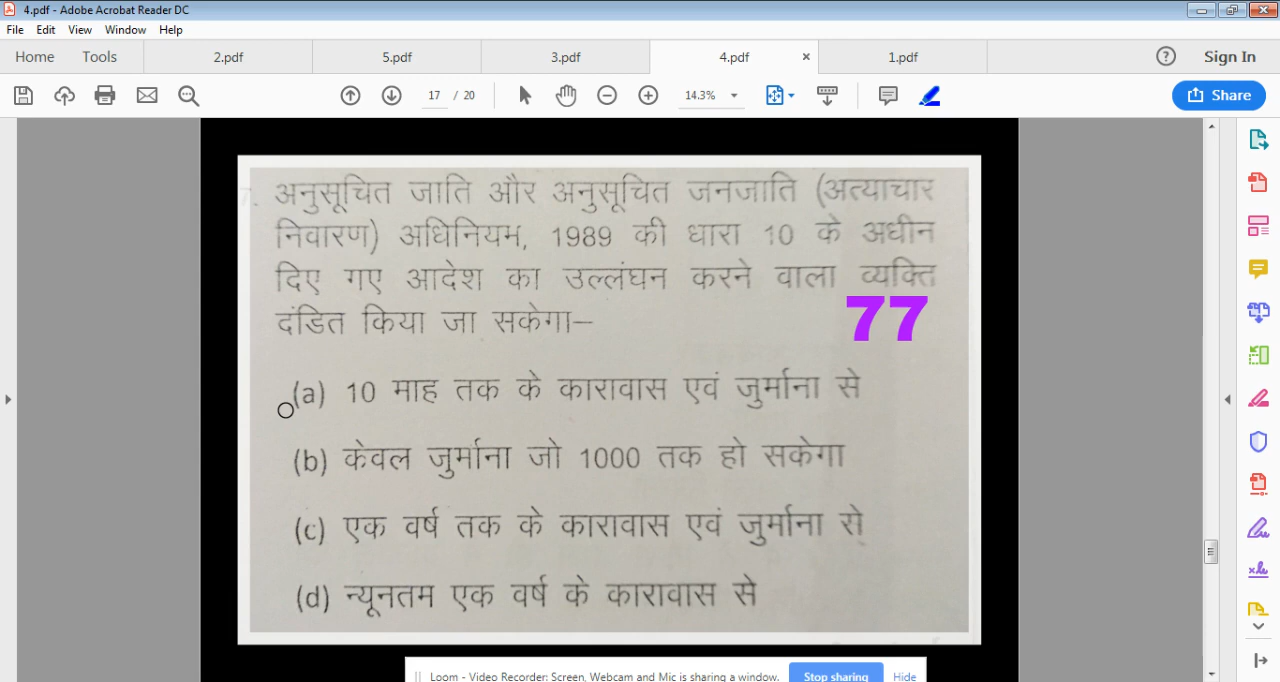 4.pdf - Adobe Acrobat Reader DC
File Edit View Window Help
Home Tools 2.pdf 5.pdf 3.pdf 4.pdf × 1.pdf ? Sign In
17 / 20 14.3% Share
अनुसूचित जाति और अनुसूचित जनजाति (अत्याचार
निवारण) अधिनियम, 1989 की धारा 10 के अधीन
दिए गए आदेश का उल्लंघन करने वाला व्यक्ति
दंडित किया जा सकेगा—
77
(a) 10 माह तक के कारावास एवं जुर्माना से
(b) केवल जुर्माना जो 1000 तक हो सकेगा
(c) एक वर्ष तक के कारावास एवं जुर्माना से
(d) न्यूनतम एक वर्ष के कारावास से
Loom - Video Recorder: Screen, Webcam and Mic is sharing a window. Stop sharing Hide